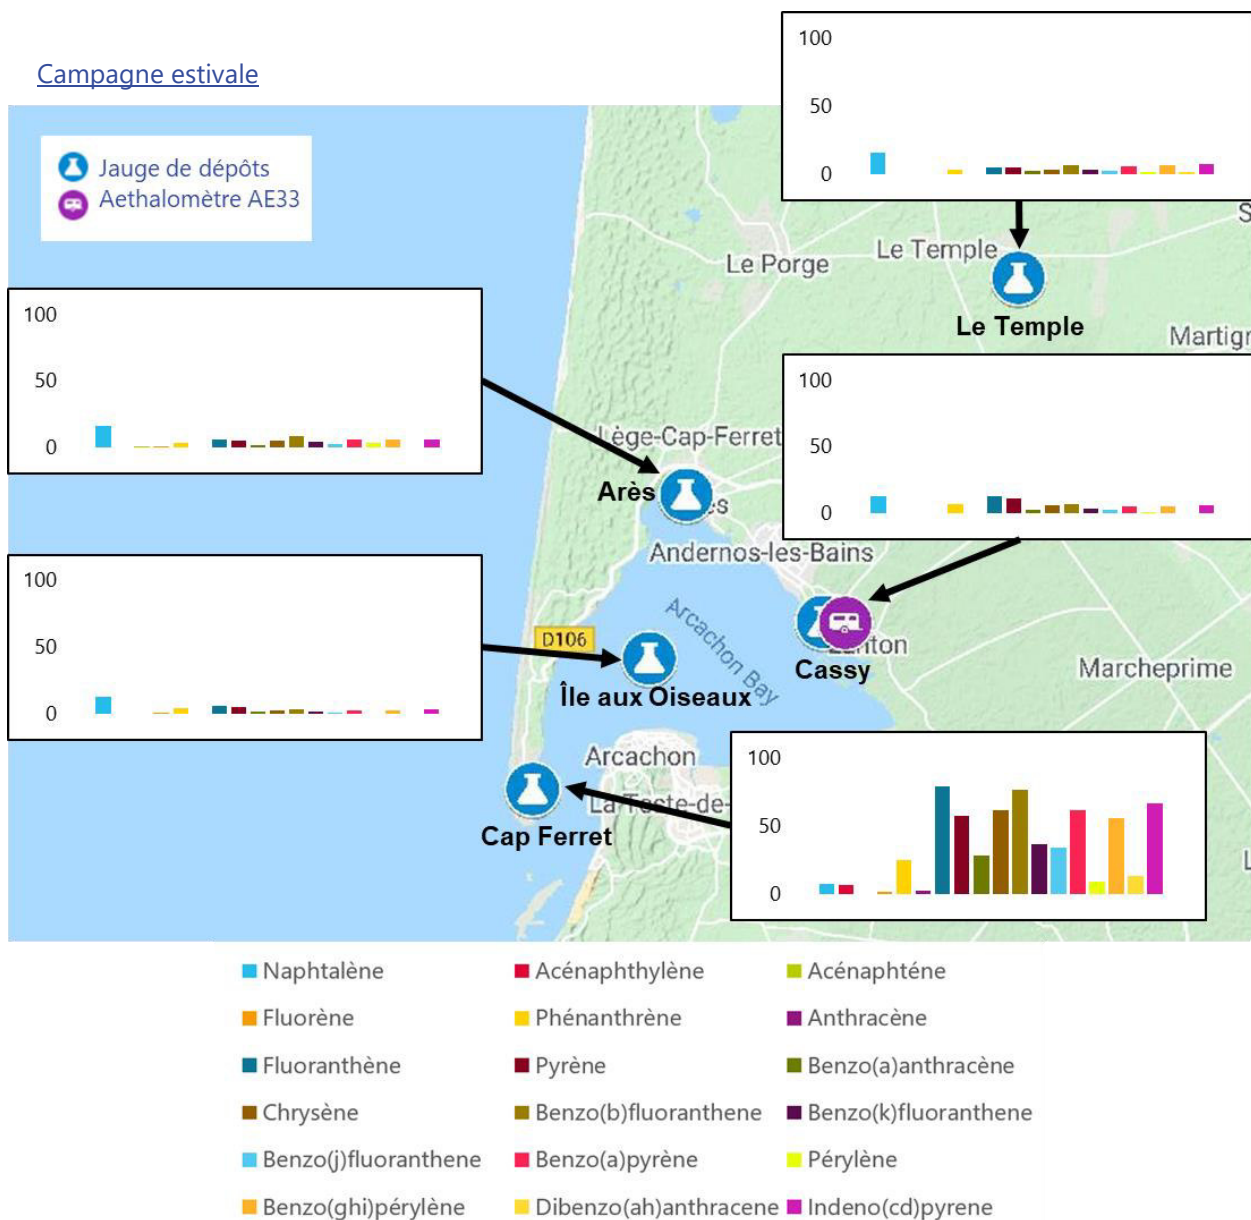 Campagne estivale
Jauge de dépôts
Aethalomètre AE33
100
50
0
Le Porge
Le Temple
Le Temple
Martigr
100
50
0
100
50
0
Lège-Cap-Ferret
Arès
Andernos-les-Bains
D106
Arcachon Bay
Cassy
Marcheprime
100
50
0
Île aux Oiseaux
Arcachon
Cap Ferret
100
50
0
Naphtalène
Acénaphthylène
Acénaphténe
Fluorène
Phénanthrène
Anthracène
Fluoranthène
Pyrène
Benzo(a)anthracène
Chrysène
Benzo(b)fluoranthene
Benzo(k)fluoranthene
Benzo(j)fluoranthene
Benzo(a)pyrène
Pérylène
Benzo(ghi)pérylène
Dibenzo(ah)anthracene
Indeno(cd)pyrene